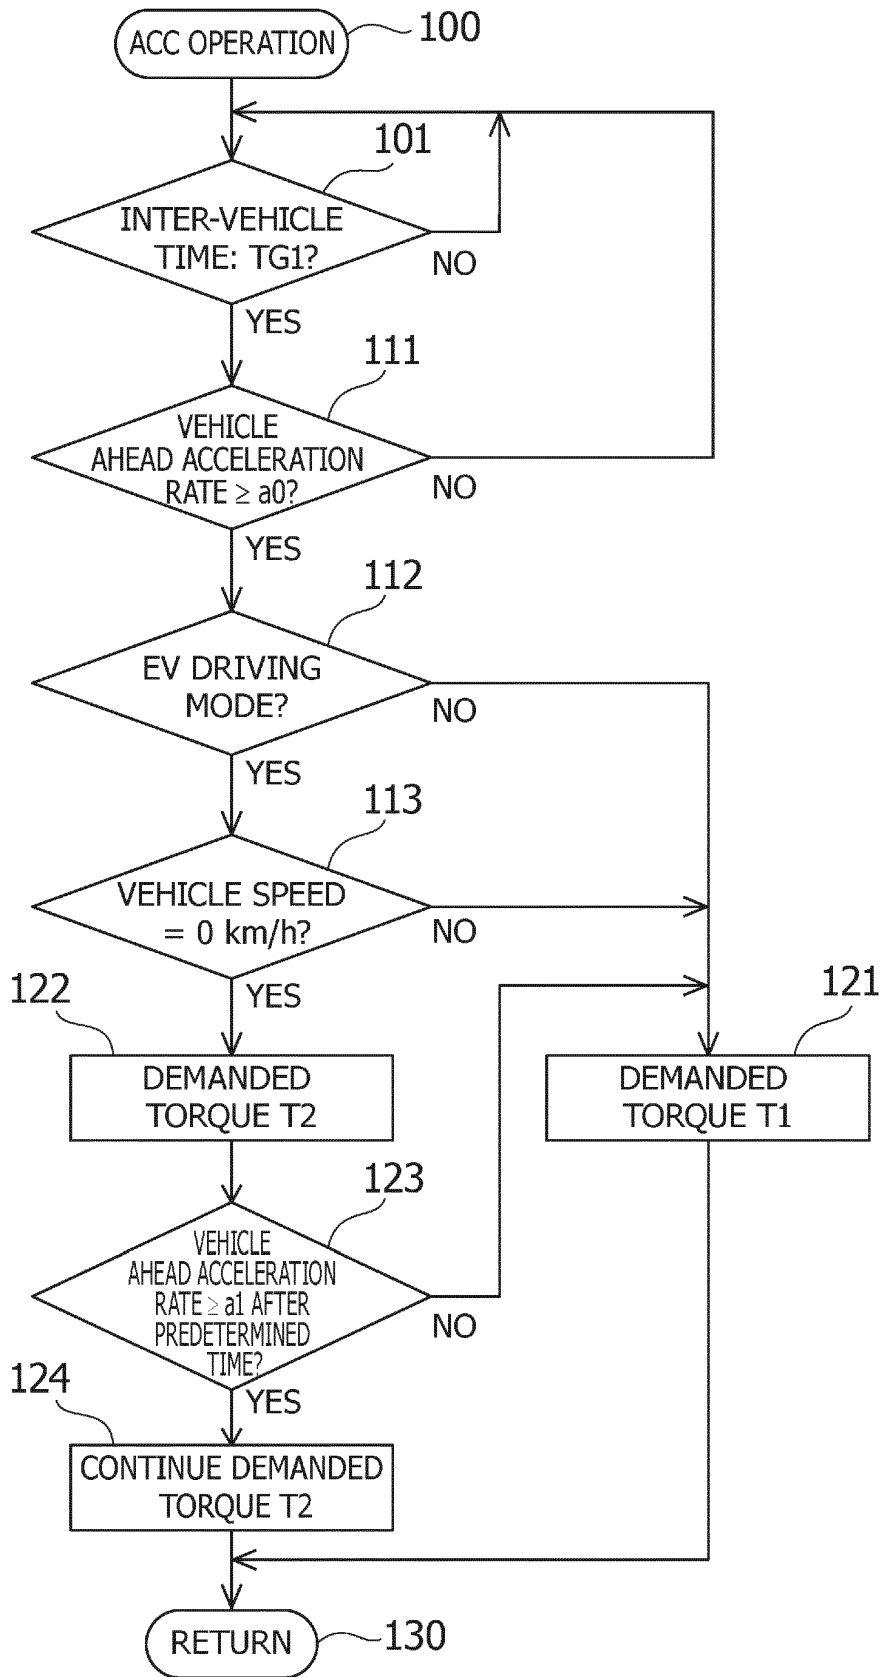 ACC OPERATION
100
101
INTER-VEHICLE
TIME: TG1?
NO
YES
111
VEHICLE
AHEAD ACCELERATION
RATE ≥ a0?
NO
YES
112
EV DRIVING
MODE?
NO
YES
113
VEHICLE SPEED
= 0 km/h?
NO
YES
122
DEMANDED
TORQUE T2
121
DEMANDED
TORQUE T1
123
VEHICLE
AHEAD ACCELERATION
RATE ≥ a1 AFTER
PREDETERMINED
TIME?
NO
YES
124
CONTINUE DEMANDED
TORQUE T2
RETURN
130